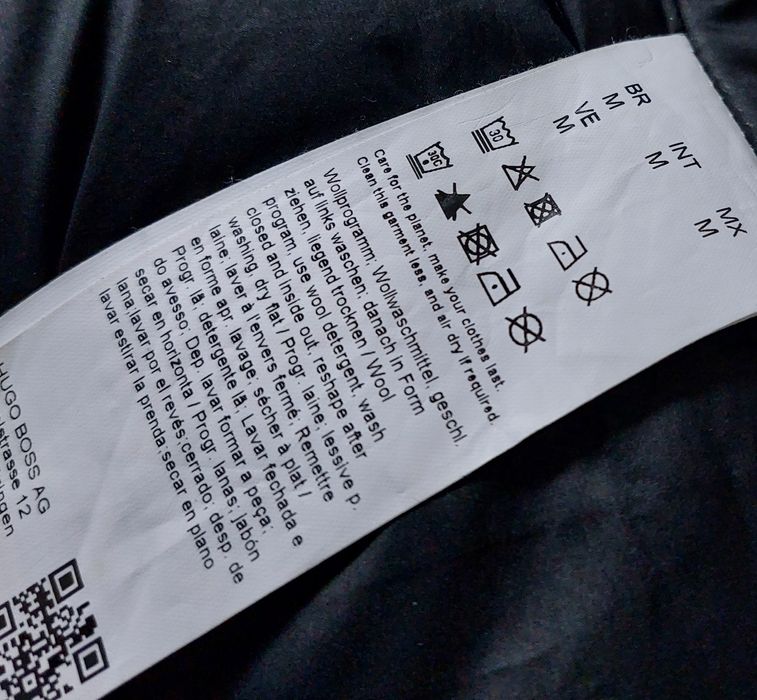 BR INT MX
M M M
VE
M
30
30C
Care for the planet, make your clothes last.
Clean this garment less, and air dry if required.
Wollprogramm; Wollwaschmittel, geschl.
auf links waschen; danach in Form
ziehen, liegend trocknen / Wool
program, use wool detergent, wash
closed and inside out, reshape after
washing, dry flat / Progr. laine; lessive p.
laine; laver à l'envers fermé; Remettre
en forme apr. lavage; sécher à plat /
Progr. lã; detergente lã; Lavar fechada e
do avesso; Dep. lavar formar a peça;
secar en horizonta / Progr. lanas; jabón
lana,lavar por el revés;cerrado; desp. de
lavar estirar la prenda;secar en plano
HUGO BOSS AG
12